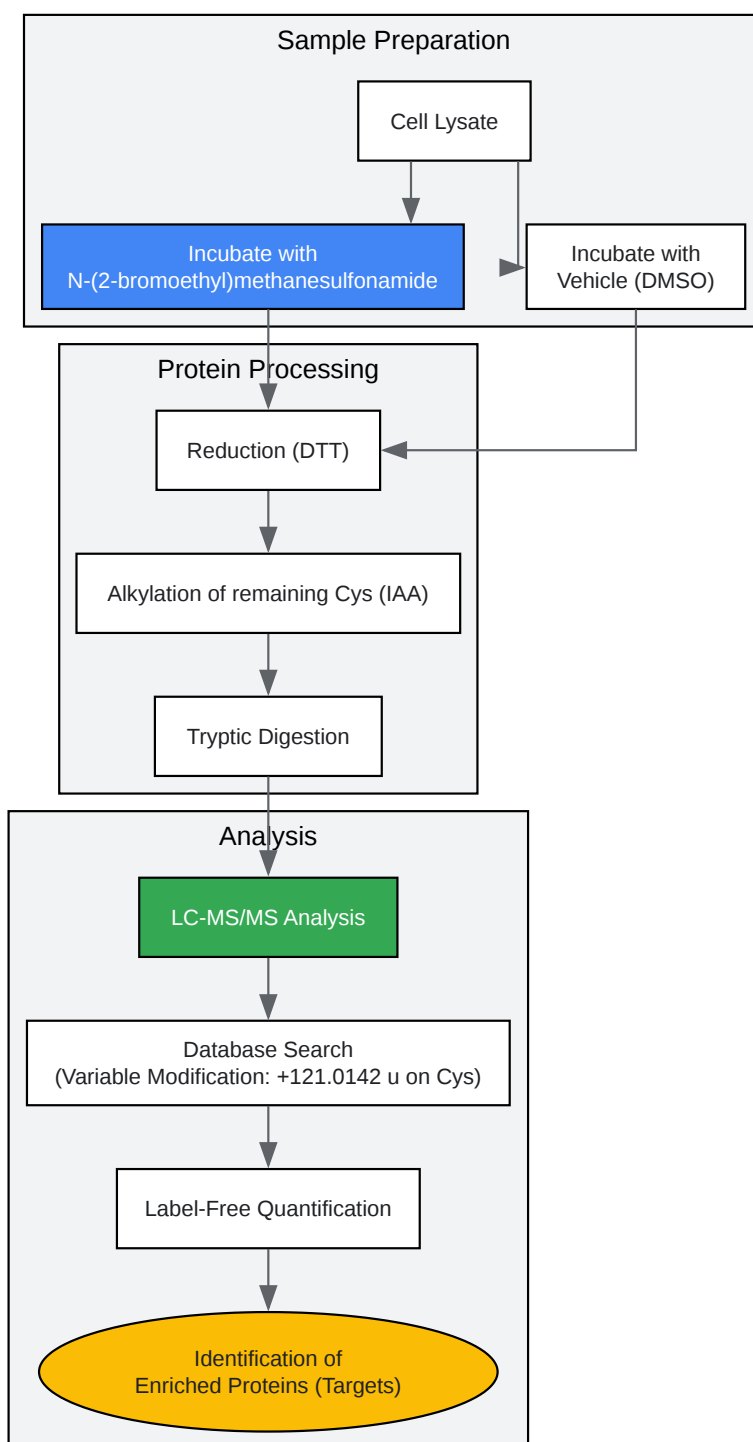 Sample Preparation
Cell Lysate
Incubate with
N-(2-bromoethyl)methanesulfonamide
Incubate with
Vehicle (DMSO)
Protein Processing
Reduction (DTT)
Alkylation of remaining Cys (IAA)
Tryptic Digestion
Analysis
LC-MS/MS Analysis
Database Search
(Variable Modification: +121.0142 u on Cys)
Label-Free Quantification
Identification of
Enriched Proteins (Targets)